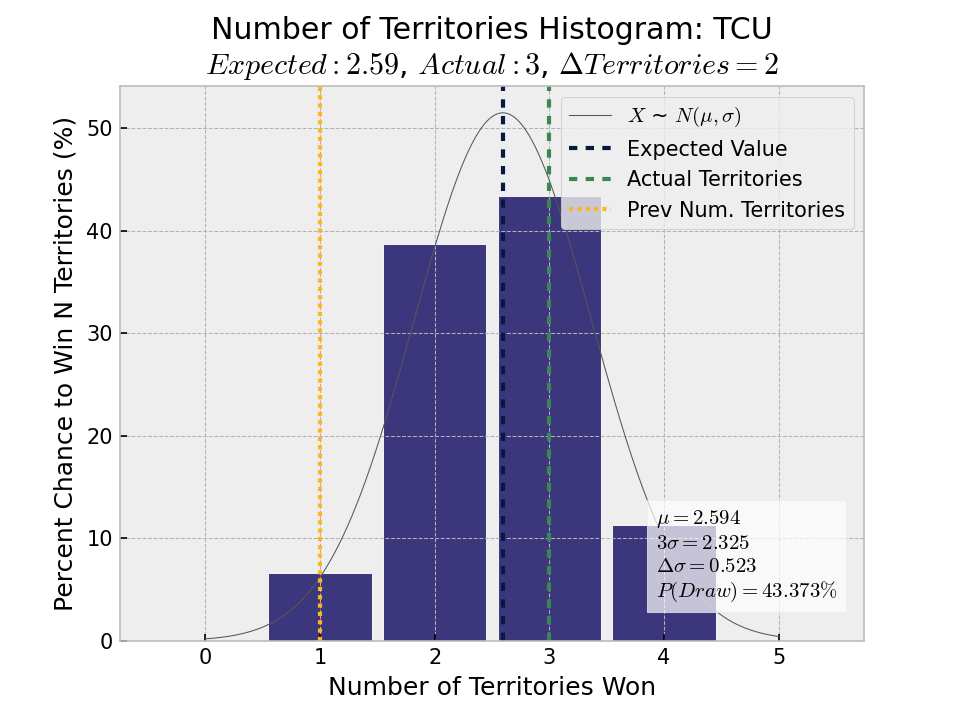 Number of Territories Histogram: TCU
Expected : 2.59, Actual : 3, ΔTerritories = 2
X ~ N(μ, σ)
Expected Value
Actual Territories
Prev Num. Territories
Percent Chance to Win N Territories (%)
50
40
30
20
10
0
μ = 2.594
3σ = 2.325
Δσ = 0.523
P(Draw) = 43.373%
0 1 2 3 4 5
Number of Territories Won